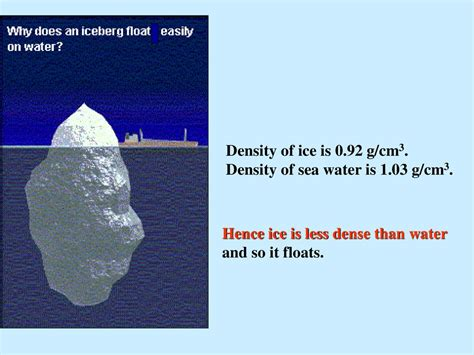 Why does an iceberg float easily
on water?
Density of ice is 0.92 g/cm³.
Density of sea water is 1.03 g/cm³.
Hence ice is less dense than water
and so it floats.